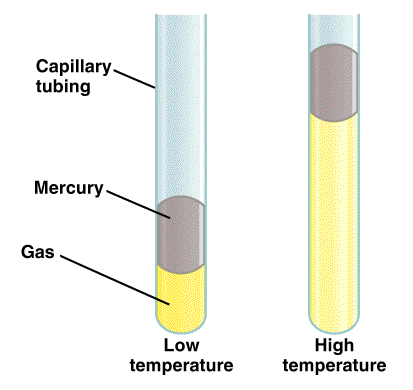 Capillary
tubing
Mercury
Gas
Low
temperature
High
temperature